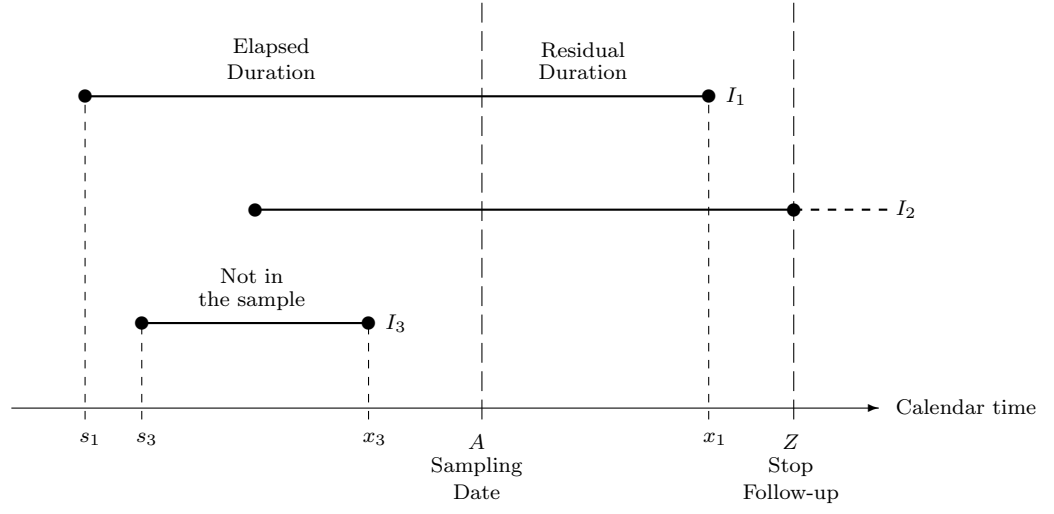 Elapsed
Duration
Residual
Duration
I₁
I₂
Not in
the sample
I₃
Calendar time
s₁
s₃
x₃
A
x₁
Z
Sampling
Date
Stop
Follow-up